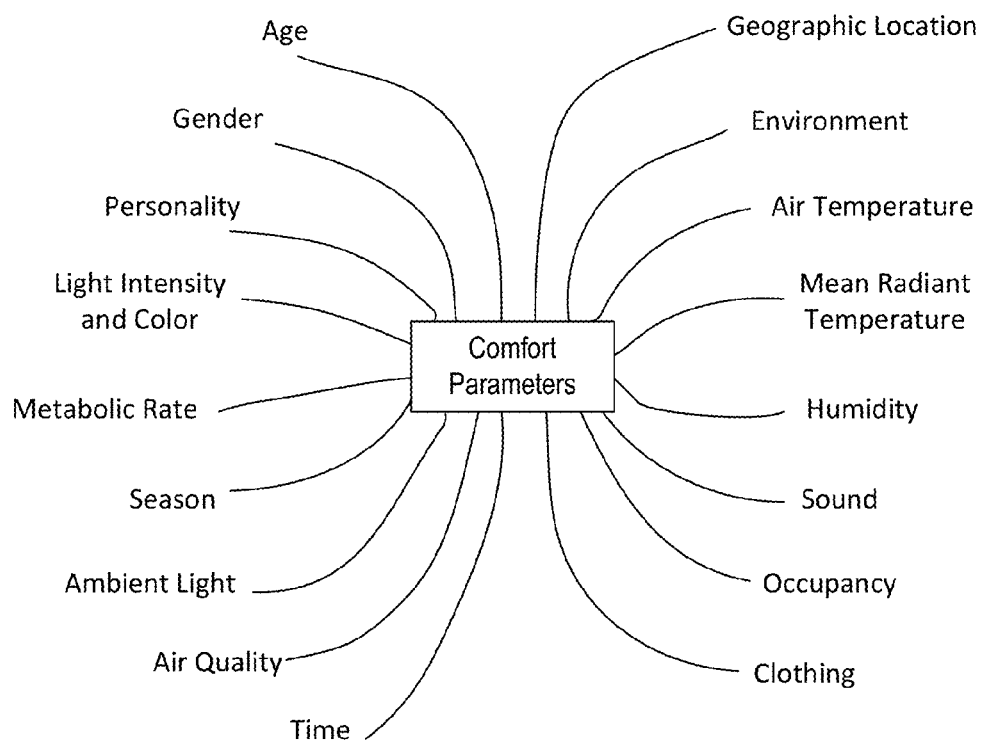 Age
Geographic Location
Gender
Environment
Personality
Air Temperature
Light Intensity
and Color
Mean Radiant
Temperature
Comfort
Parameters
Metabolic Rate
Humidity
Season
Sound
Ambient Light
Occupancy
Air Quality
Clothing
Time